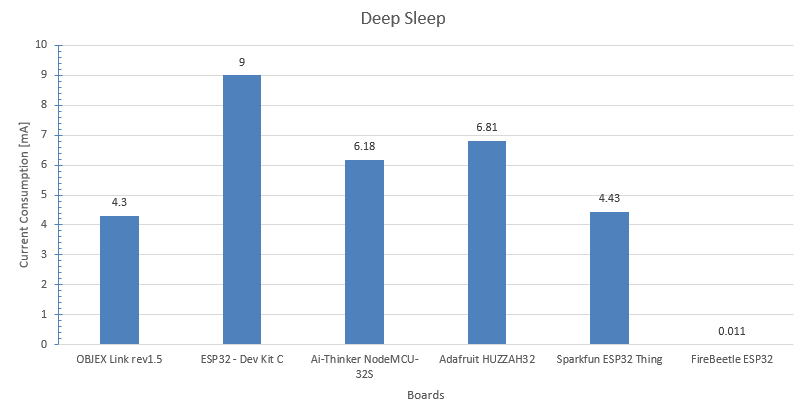 Deep Sleep
Current Consumption [mA]
10
9
8
7
6
5
4
3
2
1
0
4.3
9
6.18
6.81
4.43
0.011
OBJEX Link rev1.5
ESP32 - Dev Kit C
Ai-Thinker NodeMCU-
32S
Adafruit HUZZAH32
Sparkfun ESP32 Thing
FireBeetle ESP32
Boards